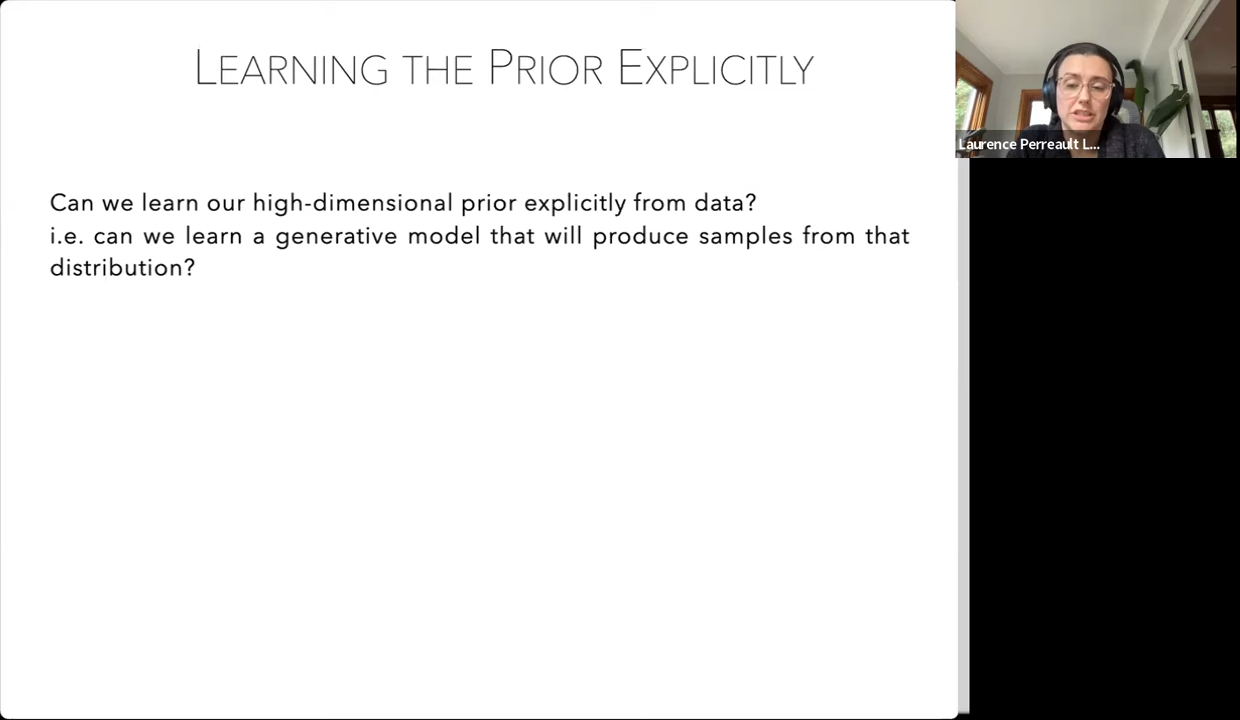 LEARNING THE PRIOR EXPLICITLY
Can we learn our high-dimensional prior explicitly from data?
i.e. can we learn a generative model that will produce samples from that
distribution?
Laurence Perreault L...